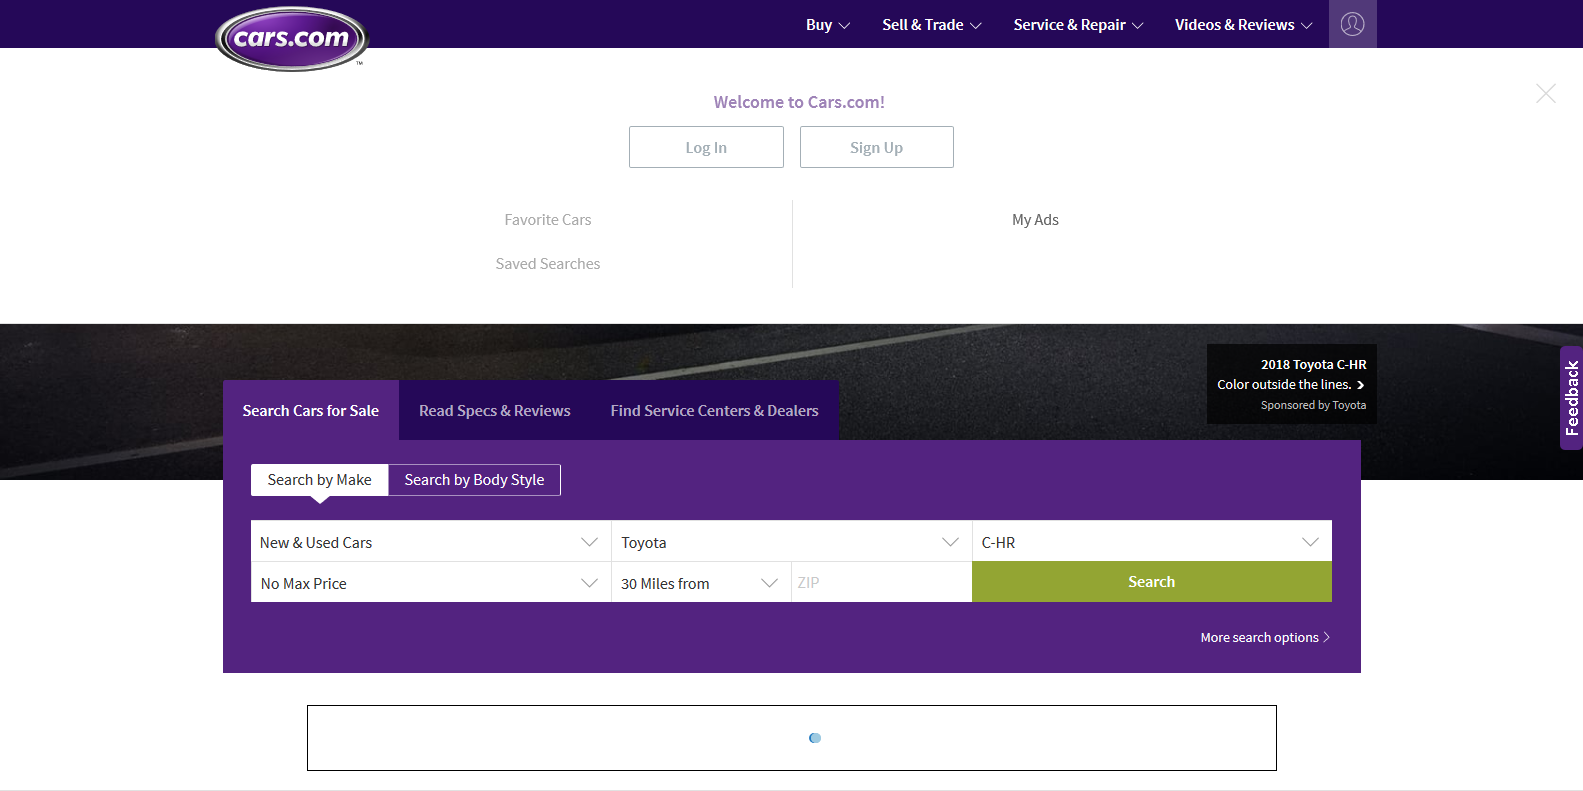 cars.com
™
Buy
Sell & Trade
Service & Repair
Videos & Reviews
Welcome to Cars.com!
Log In
Sign Up
Favorite Cars
My Ads
Saved Searches
2018 Toyota C-HR
Color outside the lines.
Sponsored by Toyota
Feedback
Search Cars for Sale
Read Specs & Reviews
Find Service Centers & Dealers
Search by Make
Search by Body Style
New & Used Cars
Toyota
C-HR
No Max Price
30 Miles from
ZIP
Search
More search options